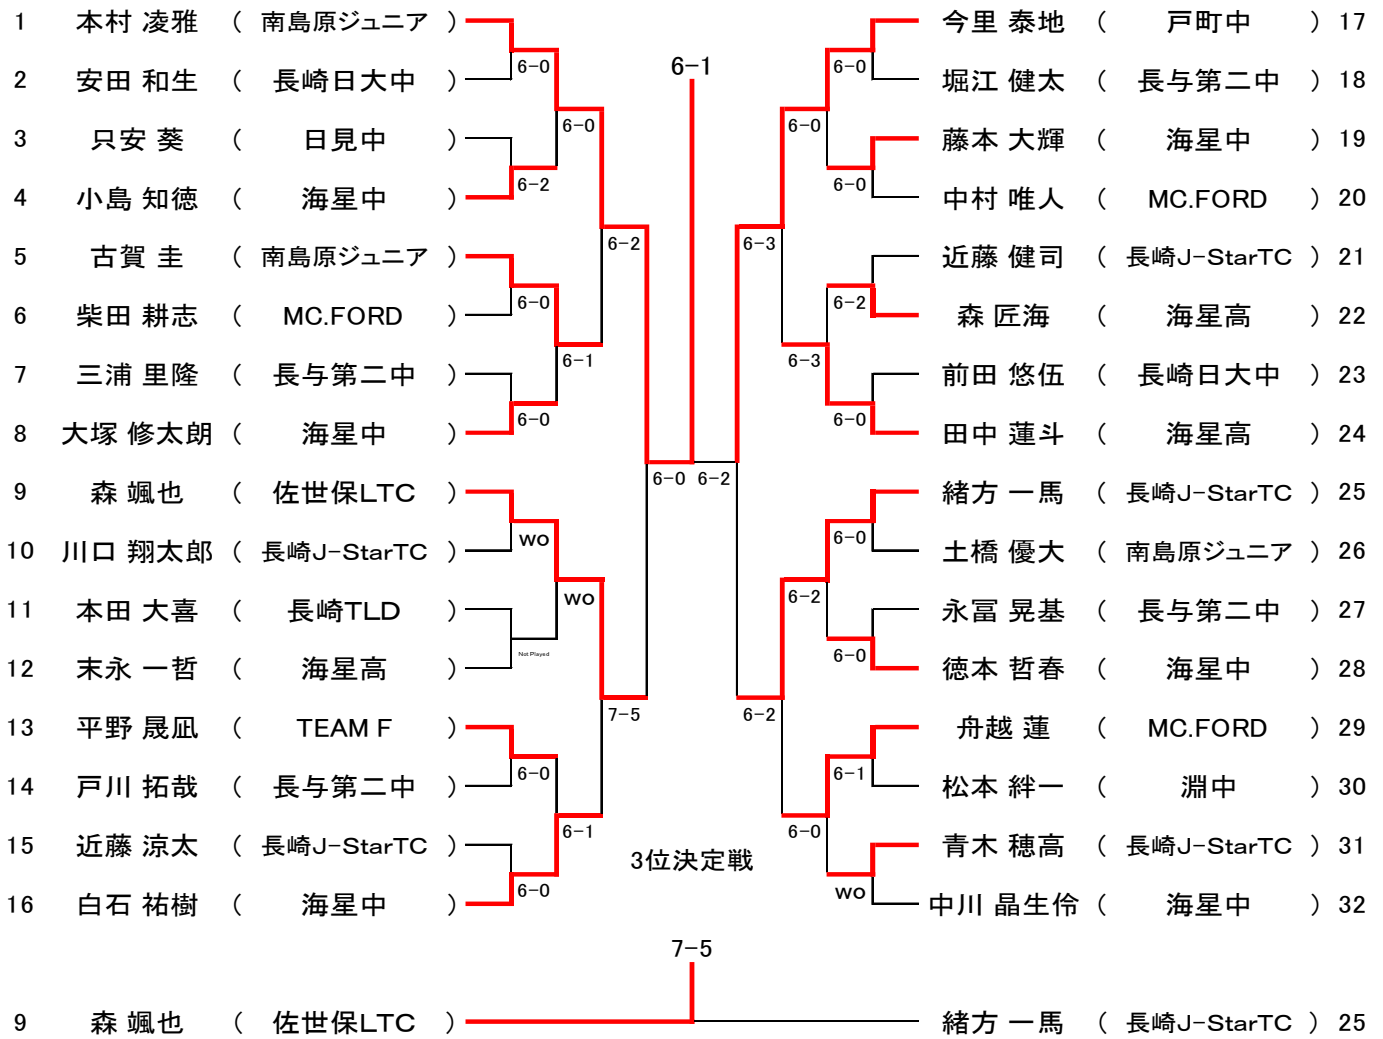 1 本村 凌雅 （ 南島原ジュニア ） 今里 泰地 （ 戸町中 ） 17
6-0 6-1 6-0
2 安田 和生 （ 長崎日大中 ） 堀江 健太 （ 長与第二中 ） 18
6-0 6-0
3 只安 葵 （ 日見中 ） 藤本 大輝 （ 海星中 ） 19
6-2 6-0
4 小島 知徳 （ 海星中 ） 中村 唯人 （ MC.FORD ） 20
6-2 6-3
5 古賀 圭 （ 南島原ジュニア ） 近藤 健司 （ 長崎J-StarTC ） 21
6-0 6-2
6 柴田 耕志 （ MC.FORD ） 森 匠海 （ 海星高 ） 22
6-1 6-3
7 三浦 里隆 （ 長与第二中 ） 前田 悠伍 （ 長崎日大中 ） 23
6-0 6-0
8 大塚 修太朗 （ 海星中 ） 田中 蓮斗 （ 海星高 ） 24
6-0 6-2
9 森 颯也 （ 佐世保LTC ） 緒方 一馬 （ 長崎J-StarTC ） 25
wo 6-0
10 川口 翔太郎 （ 長崎J-StarTC ） 土橋 優大 （ 南島原ジュニア ） 26
wo 6-2
11 本田 大喜 （ 長崎TLD ） 永冨 晃基 （ 長与第二中 ） 27
Not Played 6-0
12 末永 一哲 （ 海星高 ） 徳本 哲春 （ 海星中 ） 28
7-5 6-2
13 平野 晟凪 （ TEAM F ） 舟越 蓮 （ MC.FORD ） 29
6-0 6-1
14 戸川 拓哉 （ 長与第二中 ） 松本 絆一 （ 淵中 ） 30
6-1 6-0
15 近藤 涼太 （ 長崎J-StarTC ） 3位決定戦 青木 穂高 （ 長崎J-StarTC ） 31
6-0 wo
16 白石 祐樹 （ 海星中 ） 中川 晶生伶 （ 海星中 ） 32
7-5
9 森 颯也 （ 佐世保LTC ） 緒方 一馬 （ 長崎J-StarTC ） 25